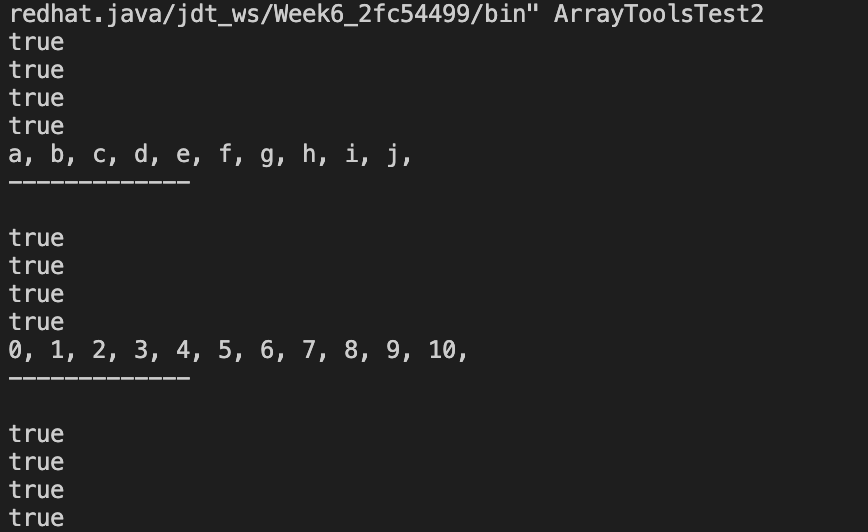 redhat.java/jdt_ws/Week6_2fc54499/bin" ArrayToolsTest2
true
true
true
true
a, b, c, d, e, f, g, h, i, j,
-------------
true
true
true
true
0, 1, 2, 3, 4, 5, 6, 7, 8, 9, 10,
-------------
true
true
true
true